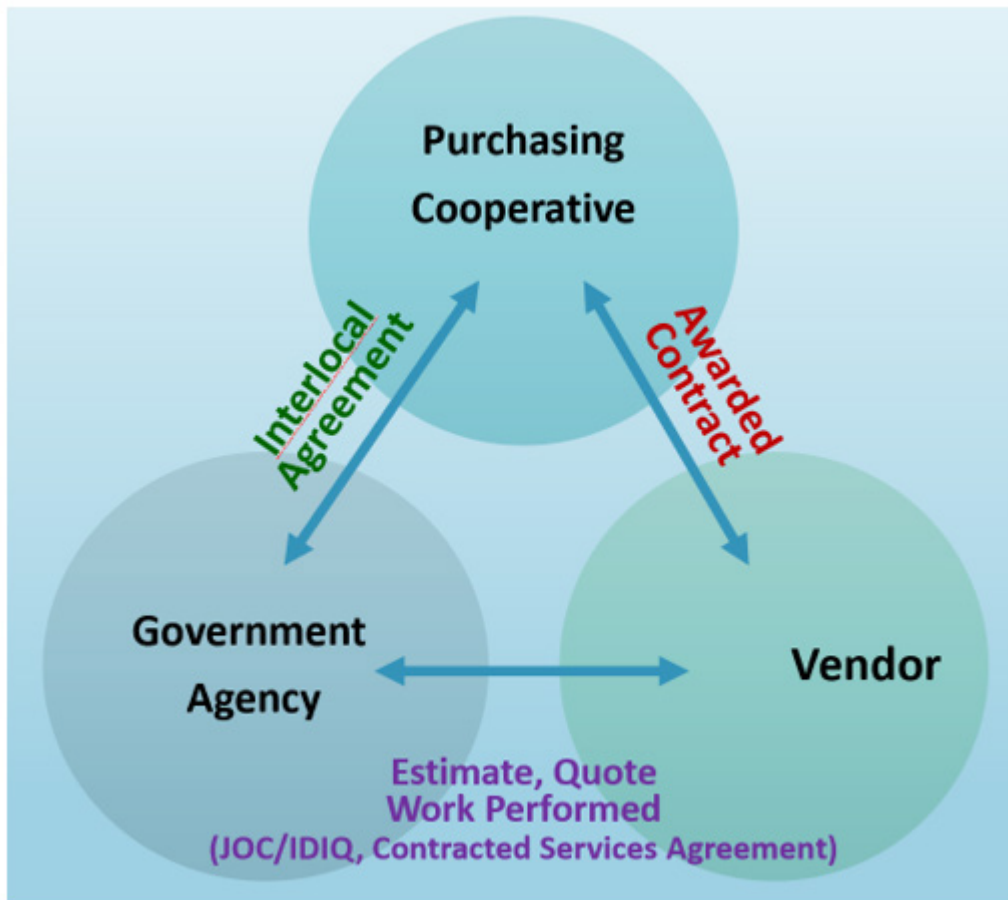 Purchasing
Cooperative
Interlocal
Agreement
Awarded
Contract
Government
Agency
Vendor
Estimate, Quote
Work Performed
(JOC/IDIQ, Contracted Services Agreement)